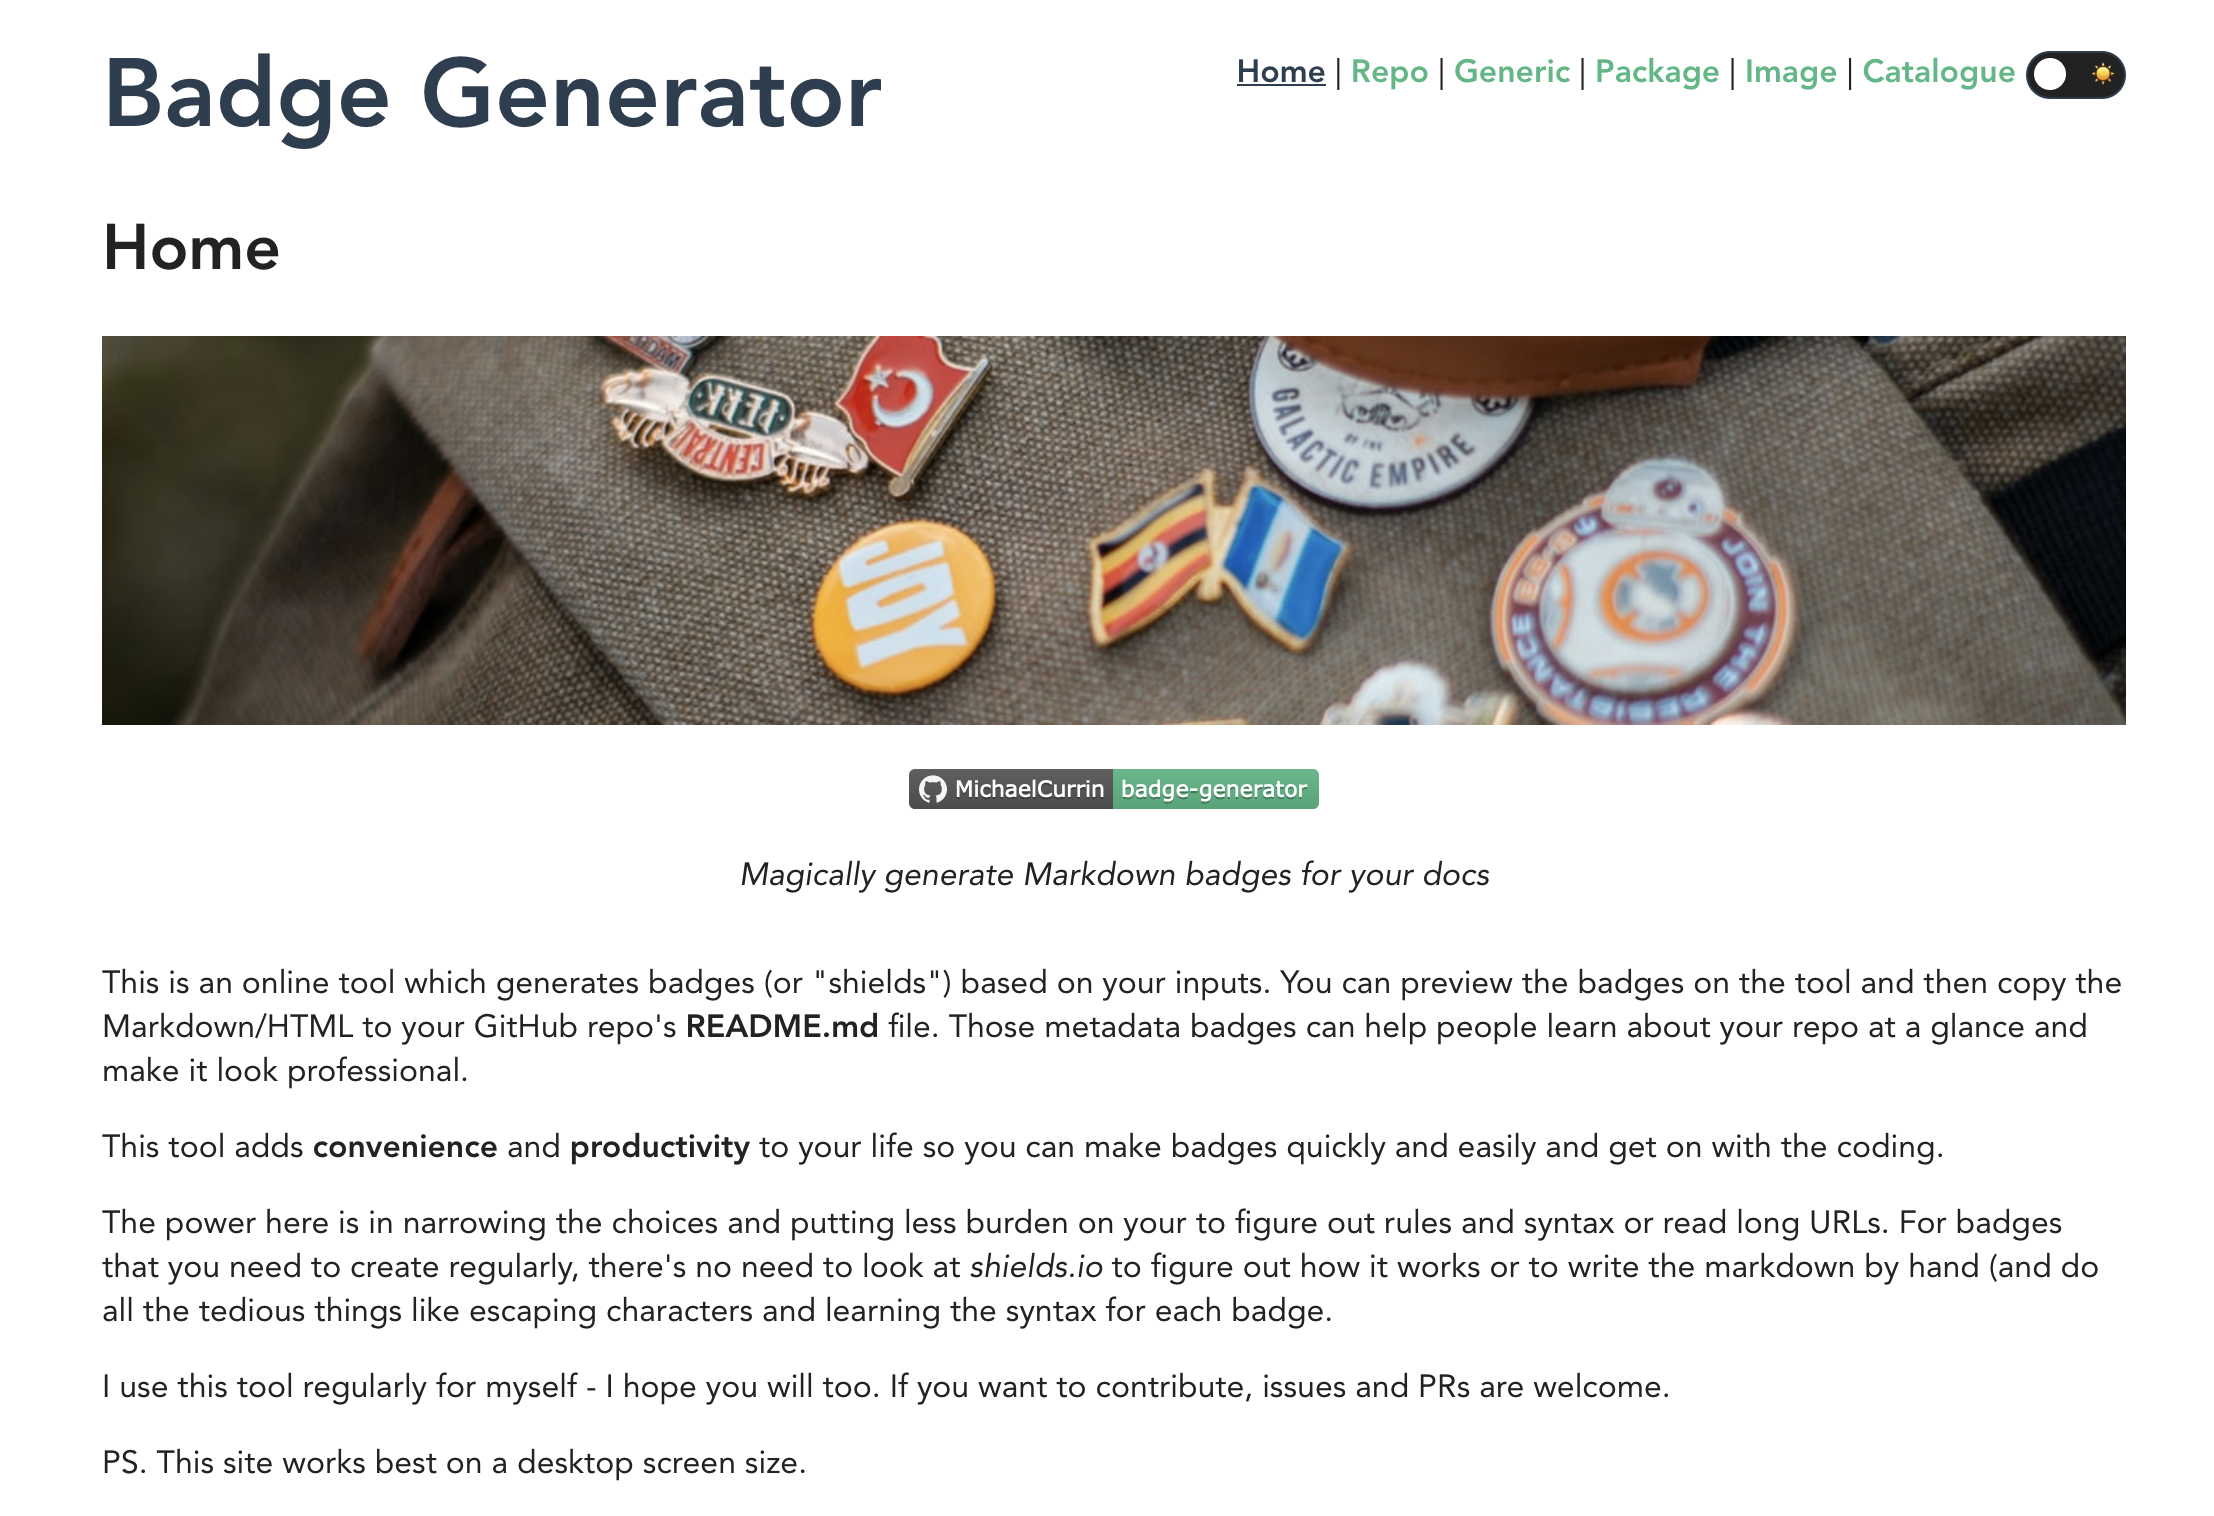 Badge Generator
Home | Repo | Generic | Package | Image | Catalogue
Home
CENTRAL
PERK
GALACTIC EMPIRE
OF THE
JOY
JOIN THE RESISTANCE
MichaelCurrin badge-generator
Magically generate Markdown badges for your docs
This is an online tool which generates badges (or "shields") based on your inputs. You can preview the badges on the tool and then copy the
Markdown/HTML to your GitHub repo's README.md file. Those metadata badges can help people learn about your repo at a glance and
make it look professional.
This tool adds convenience and productivity to your life so you can make badges quickly and easily and get on with the coding.
The power here is in narrowing the choices and putting less burden on your to figure out rules and syntax or read long URLs. For badges
that you need to create regularly, there's no need to look at shields.io to figure out how it works or to write the markdown by hand (and do
all the tedious things like escaping characters and learning the syntax for each badge.
I use this tool regularly for myself - I hope you will too. If you want to contribute, issues and PRs are welcome.
PS. This site works best on a desktop screen size.